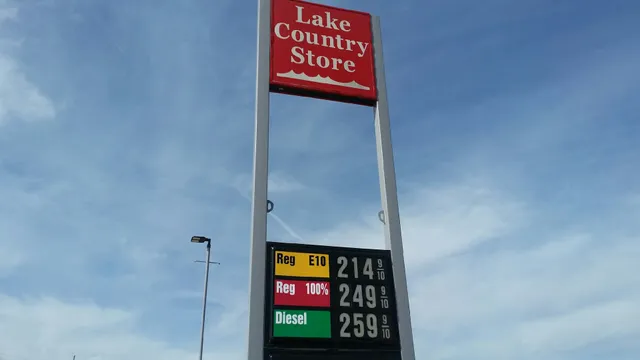 Lake
Country
Store
Reg E10 214 9/10
Reg 100% 249 9/10
Diesel 259 9/10